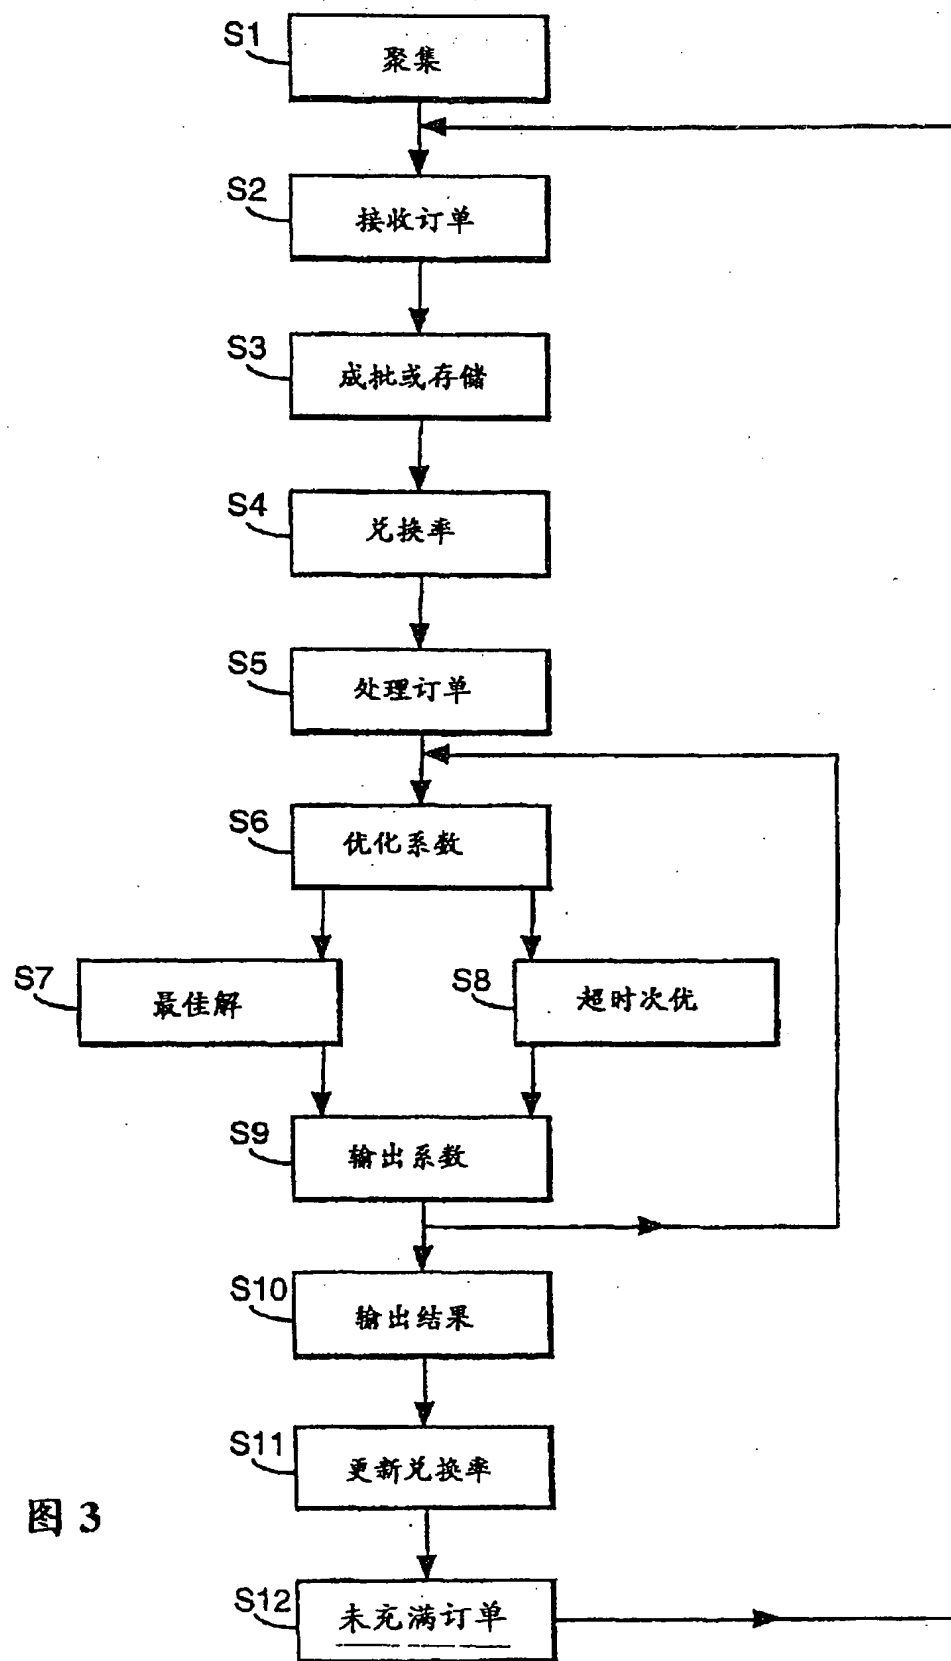 S1
聚集
S2
接收订单
S3
成批或存储
S4
兑换率
S5
处理订单
S6
优化系数
S7
最佳解
S8
超时次优
S9
输出系数
S10
输出结果
S11
更新兑换率
图 3
S12
未充满订单